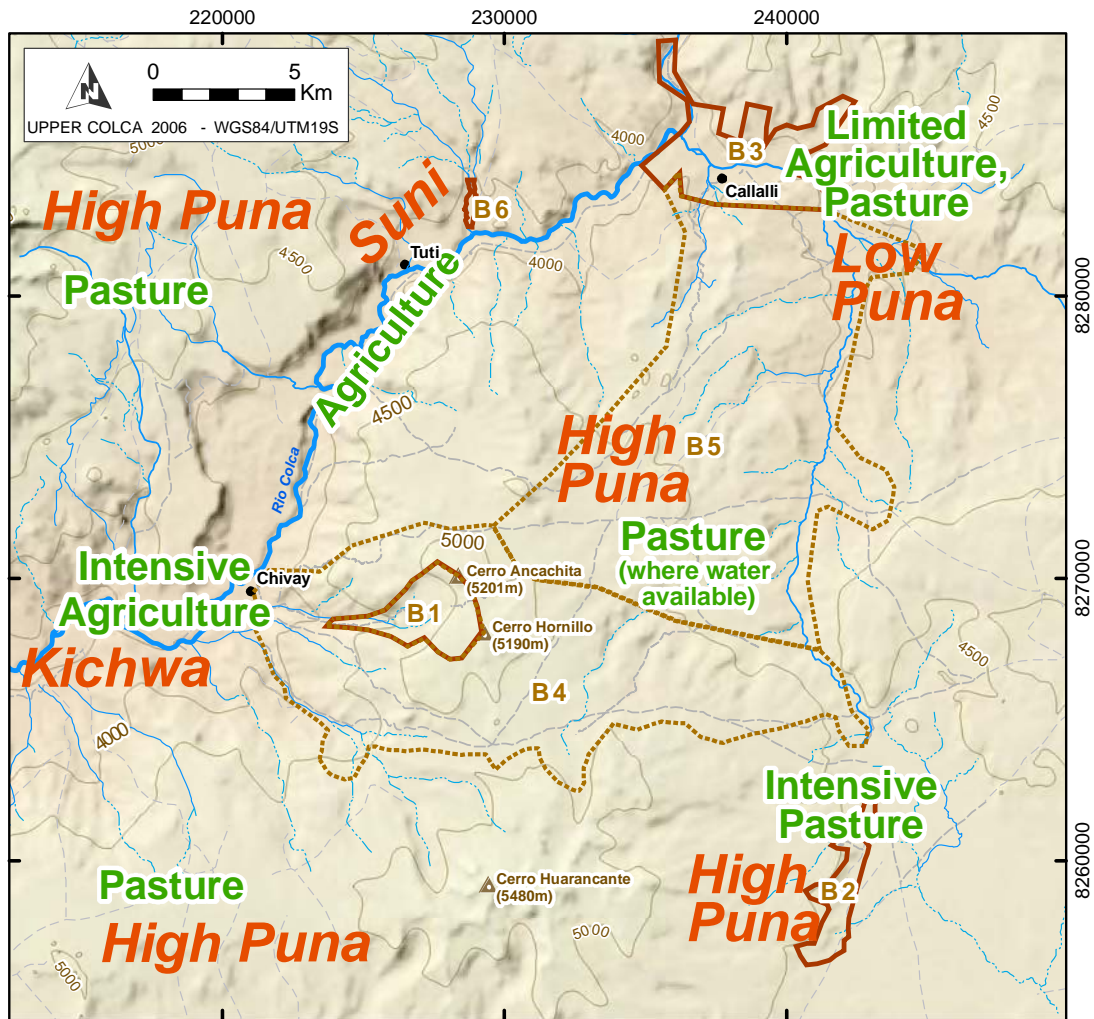 220000
230000
240000
0
5
Km
N
UPPER COLCA 2006 - WGS84/UTM19S
5000
4000
4500
Limited
Agriculture,
Pasture
B3
Callalli
High Puna
Suni
B6
Tuti
4500
4000
Low
Puna
Pasture
Agriculture
8280000
4500
High
Puna
B5
Rio Colca
5000
Pasture
(where water
available)
Intensive
Agriculture
Chivay
Cerro Ancachita
(5201m)
8270000
B1
Cerro Hornillo
(5190m)
Kichwa
B4
4500
4000
Intensive
Pasture
High
Puna
B2
8260000
Pasture
Cerro Huarancante
(5480m)
High Puna
5000
5000